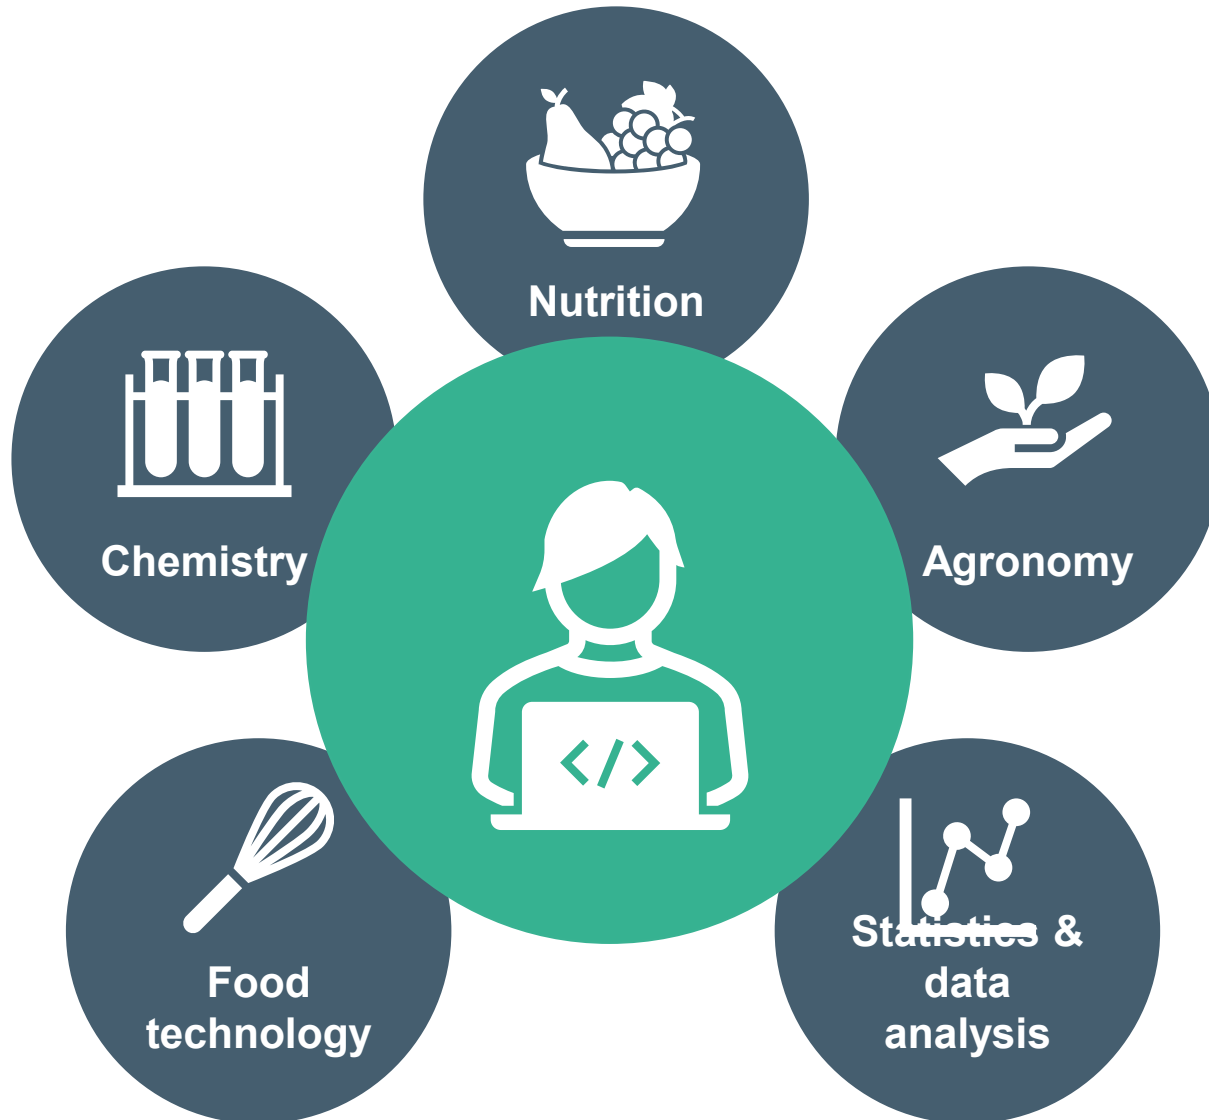 Nutrition
Chemistry
Agronomy
</>
Food
technology
Statistics &
data
analysis